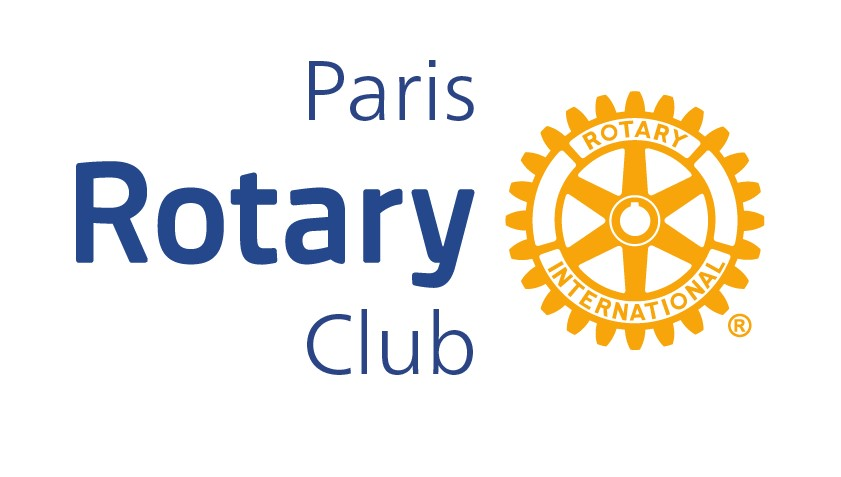 Paris
Rotary
Club
ROTARY
INTERNATIONAL
®